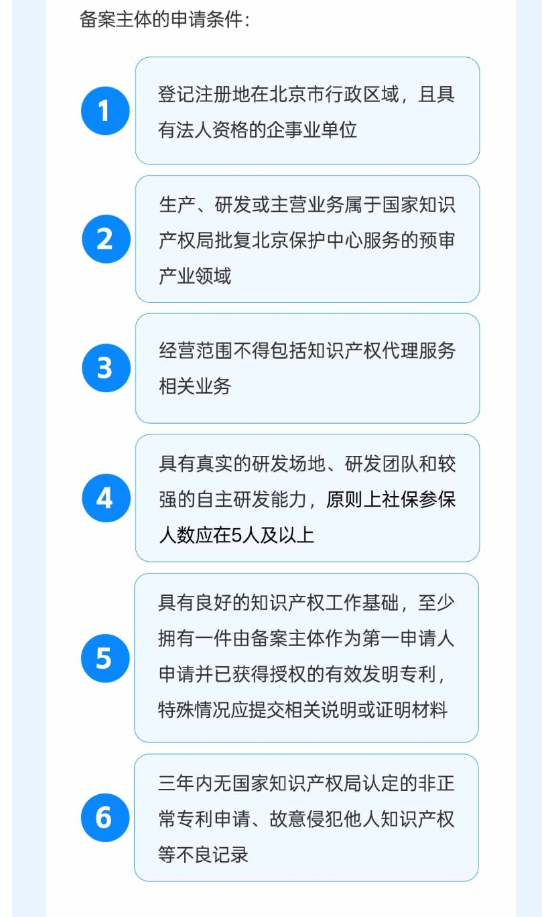 备案主体的申请条件：
1
登记注册地在北京市行政区域，且具
有法人资格的企事业单位
2
生产、研发或主营业务属于国家知识
产权局批复北京保护中心服务的预审
产业领域
3
经营范围不得包括知识产权代理服务
相关业务
4
具有真实的研发场地、研发团队和较
强的自主研发能力，原则上社保参保
人数应在5人及以上
5
具有良好的知识产权工作基础，至少
拥有一件由备案主体作为第一申请人
申请并已获得授权的有效发明专利，
特殊情况应提交相关说明或证明材料
6
三年内无国家知识产权局认定的非正
常专利申请、故意侵犯他人知识产权
等不良记录